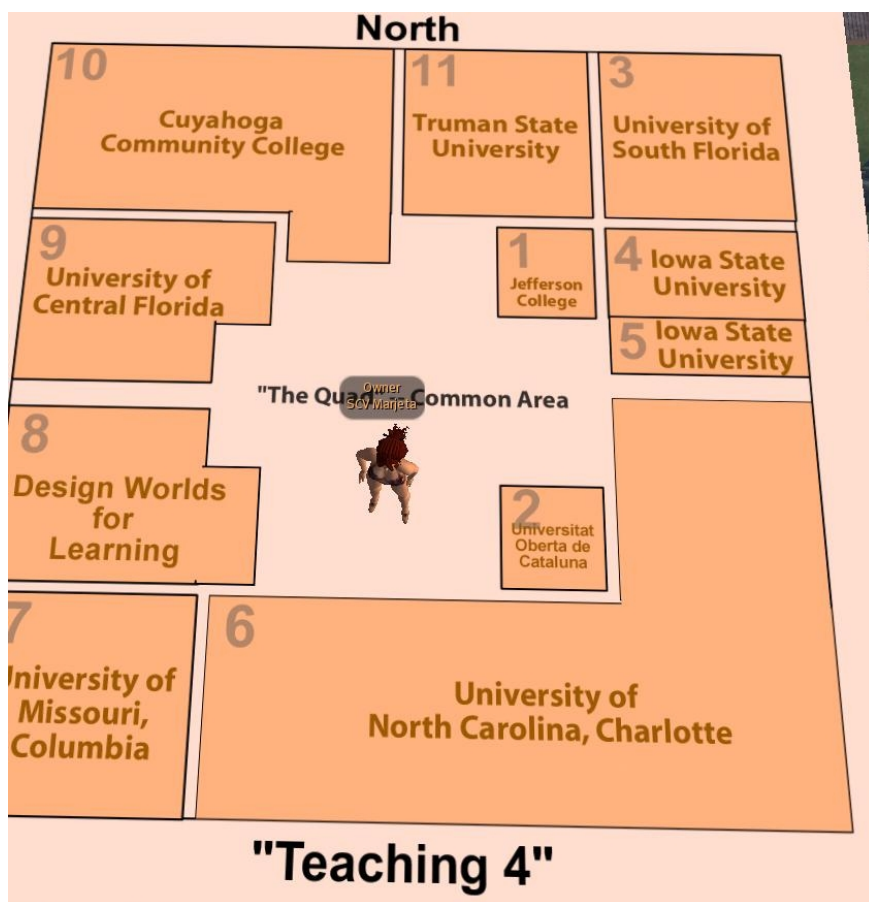 North
10
Cuyahoga
Community College
11
Truman State
University
3
University of
South Florida
9
University of
Central Florida
1
Jefferson
College
4
Iowa State
University
5
Iowa State
University
"The Quad" - Common Area
Owner
SCV Marjeta
8
Design Worlds
for
Learning
2
Universitat
Oberta de
Cataluna
7
University of
Missouri,
Columbia
6
University of
North Carolina, Charlotte
"Teaching 4"